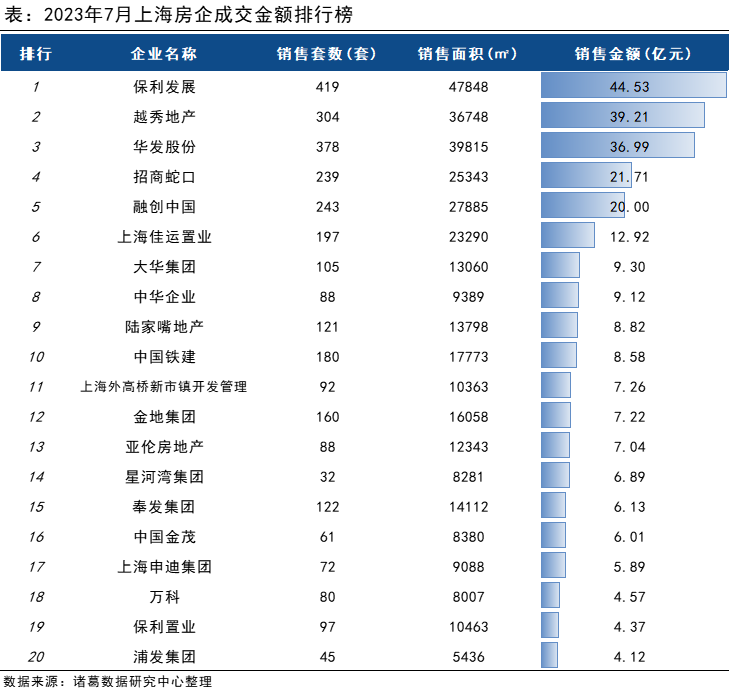 表：2023年7月上海房企成交金额排行榜
排行 企业名称 销售套数(套) 销售面积(㎡) 销售金额(亿元)
1 保利发展 419 47848 44.53
2 越秀地产 304 36748 39.21
3 华发股份 378 39815 36.99
4 招商蛇口 239 25343 21.71
5 融创中国 243 27885 20.00
6 上海佳运置业 197 23290 12.92
7 大华集团 105 13060 9.30
8 中华企业 88 9389 9.12
9 陆家嘴地产 121 13798 8.82
10 中国铁建 180 17773 8.58
11 上海外高桥新市镇开发管理 92 10363 7.26
12 金地集团 160 16058 7.22
13 亚伦房地产 88 12343 7.04
14 星河湾集团 32 8281 6.89
15 奉发集团 122 14112 6.13
16 中国金茂 61 8380 6.01
17 上海申迪集团 72 9088 5.89
18 万科 80 8007 4.57
19 保利置业 97 10463 4.37
20 浦发集团 45 5436 4.12
数据来源：诸葛数据研究中心整理